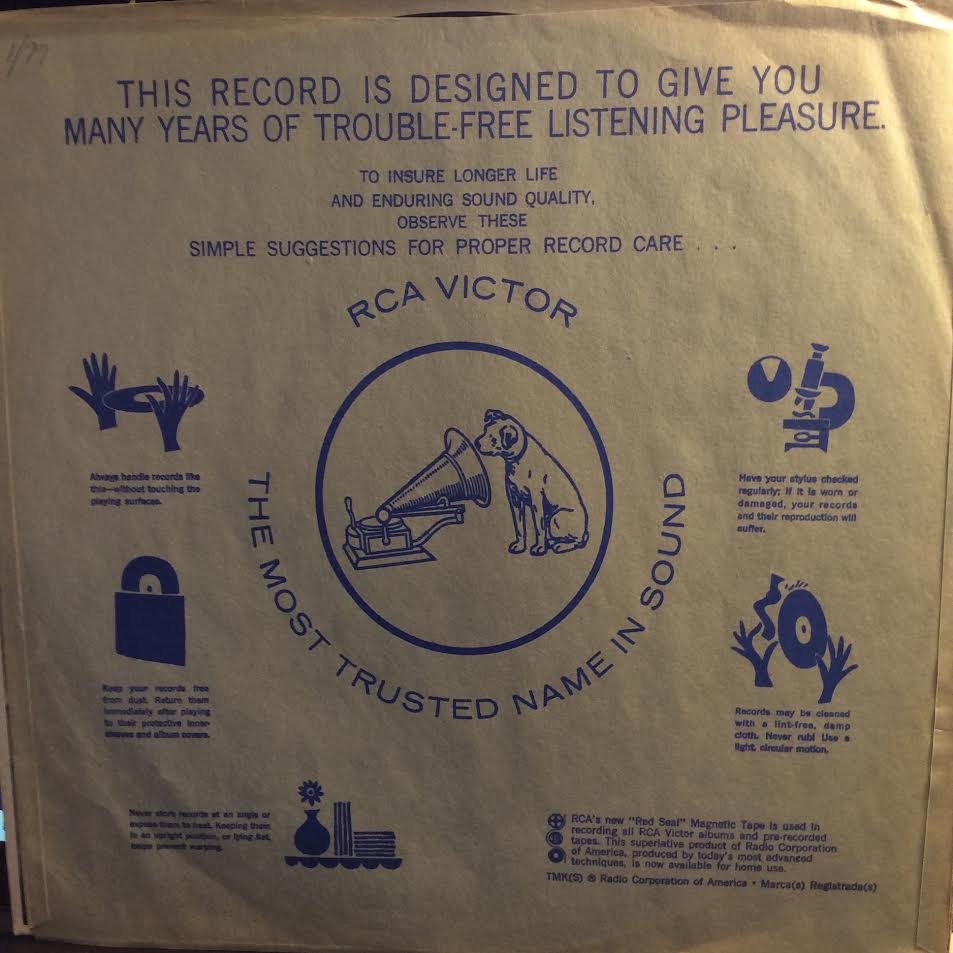 THIS RECORD IS DESIGNED TO GIVE YOU
MANY YEARS OF TROUBLE-FREE LISTENING PLEASURE.
TO INSURE LONGER LIFE
AND ENDURING SOUND QUALITY,
OBSERVE THESE
SIMPLE SUGGESTIONS FOR PROPER RECORD CARE . . .
RCA VICTOR
THE MOST TRUSTED NAME IN SOUND
Always handle records like
this—without touching the
playing surfaces.
Keep your records free
from dust. Return them
immediately after playing
to their protective inner-
sleeves and album covers.
Never store records at an angle or
expose them to heat. Keeping them
in an upright position, or lying flat,
helps prevent warping.
Have your stylus checked
regularly; if it is worn or
damaged, your records
and their reproduction will
suffer.
Records may be cleaned
with a lint-free, damp
cloth. Never rub! Use a
light, circular motion.
RCA's new "Red Seal" Magnetic Tape is used in
recording all RCA Victor albums and pre-recorded
tapes. This superlative product of Radio Corporation
of America, produced by today's most advanced
techniques, is now available for home use.
TMK(S) ® Radio Corporation of America • Marca(s) Registrada(s)